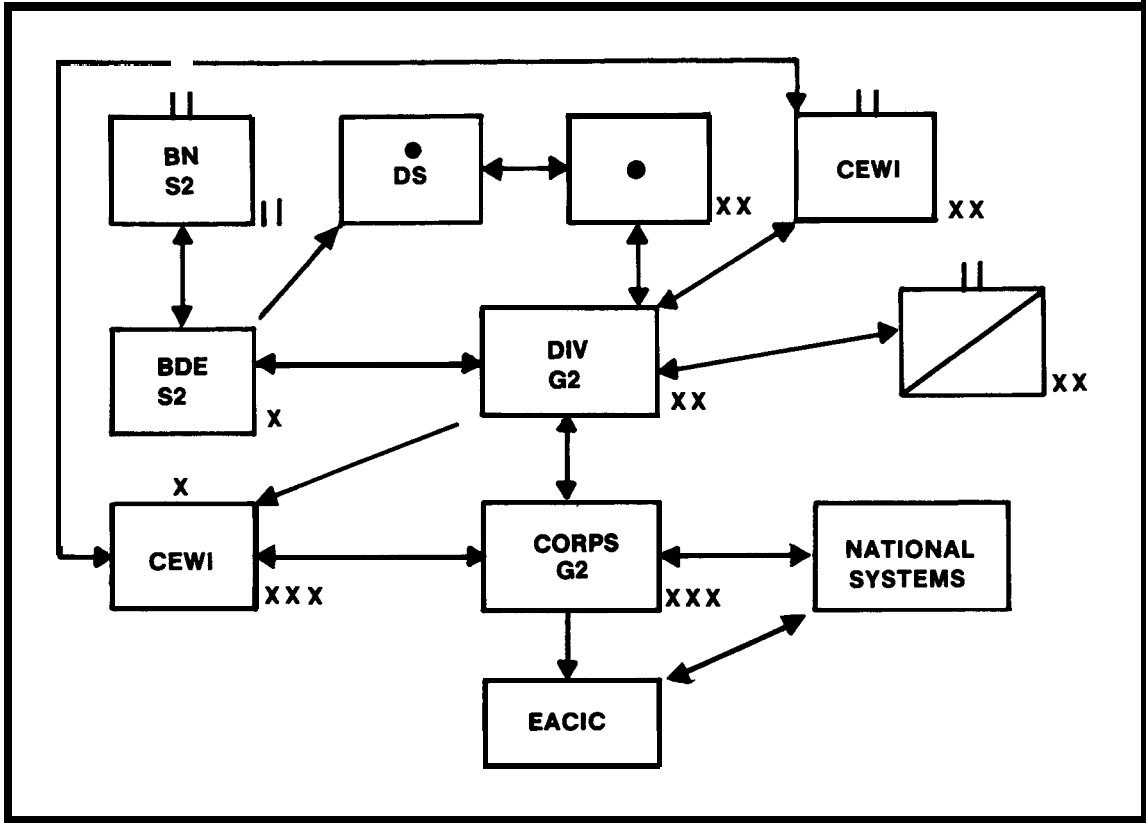 BN
S2
DS
XX
CEWI
XX
BDE
S2
X
DIV
G2
XX
XX
X
CEWI
XXX
CORPS
G2
XXX
NATIONAL
SYSTEMS
EACIC